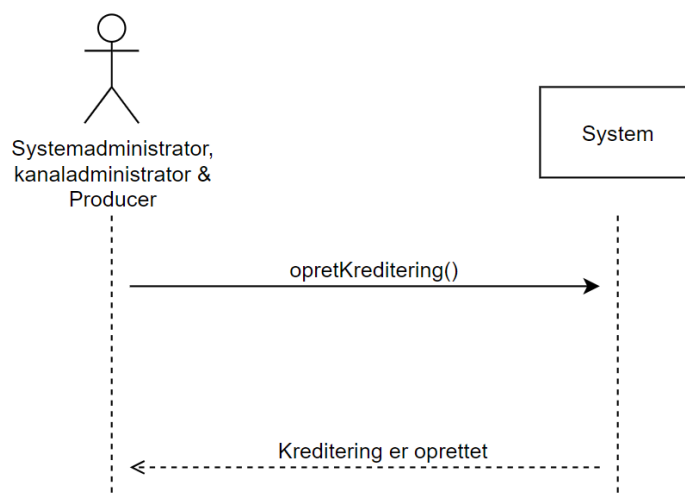 Systemadministrator,
kanaladministrator &
Producer
System
opretKreditering()
Kreditering er oprettet